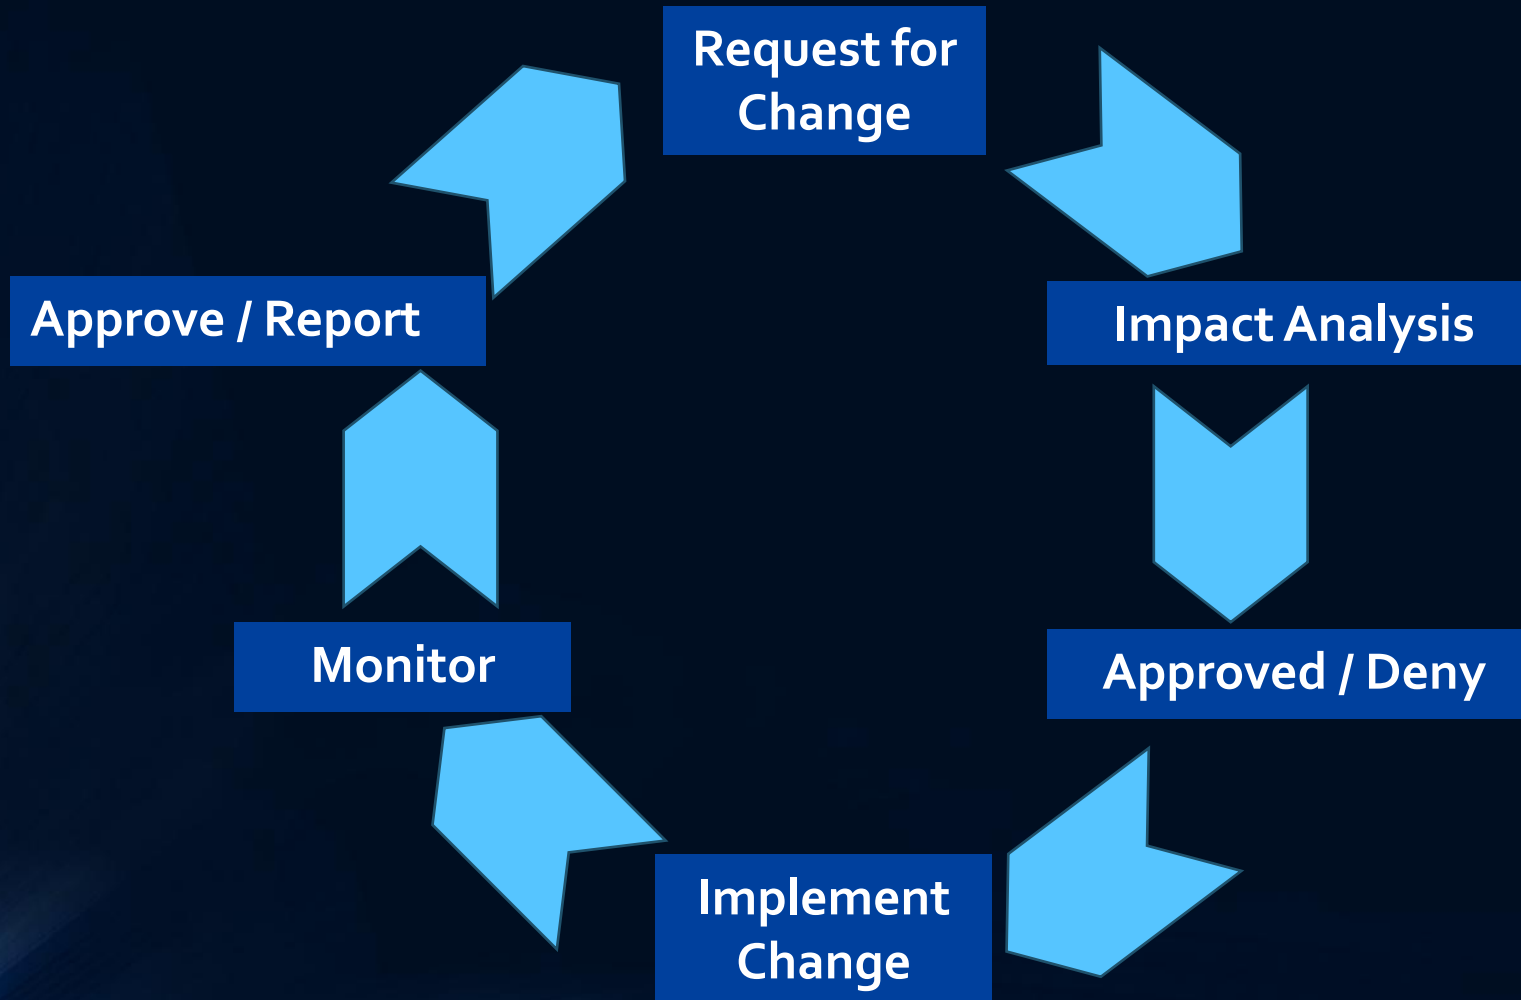 Request for
Change
Approve / Report
Impact Analysis
Monitor
Approved / Deny
Implement
Change